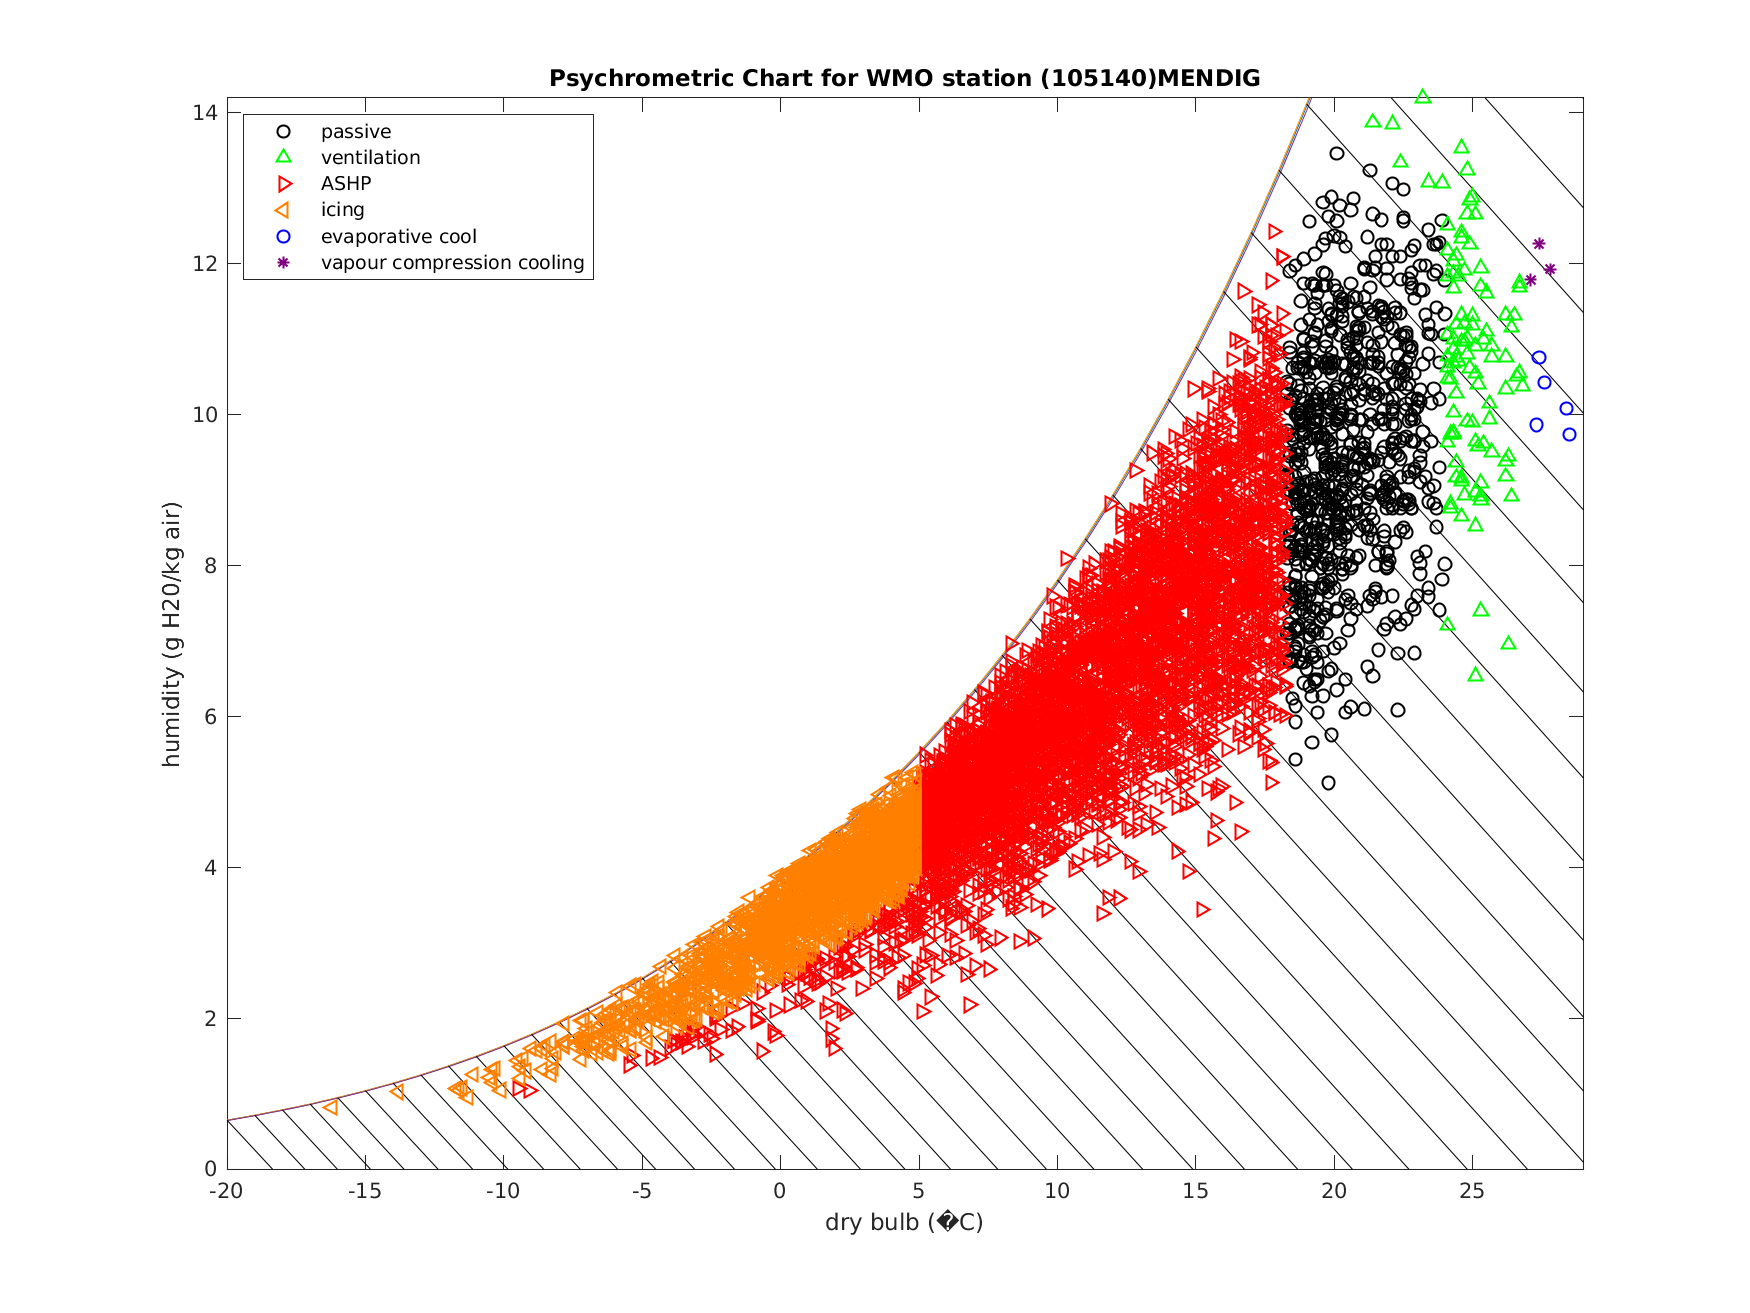 Psychrometric Chart for WMO station (105140)MENDIG
14
12
10
8
6
4
2
0
humidity (g H20/kg air)
passive
ventilation
ASHP
icing
evaporative cool
vapour compression cooling
-20 -15 -10 -5 0 5 10 15 20 25
dry bulb (�C)